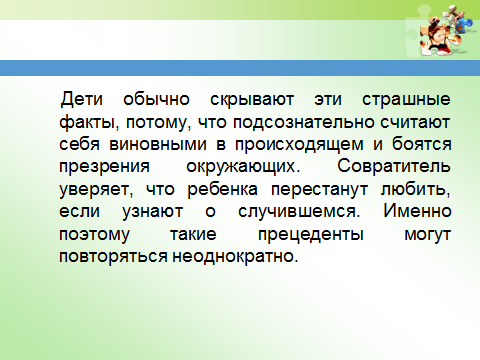 Дети обычно скрывают эти страшные
факты, потому, что подсознательно считают
себя виновными в происходящем и боятся
презрения окружающих. Совратитель
уверяет, что ребенка перестанут любить,
если узнают о случившемся. Именно
поэтому такие прецеденты могут
повторяться неоднократно.